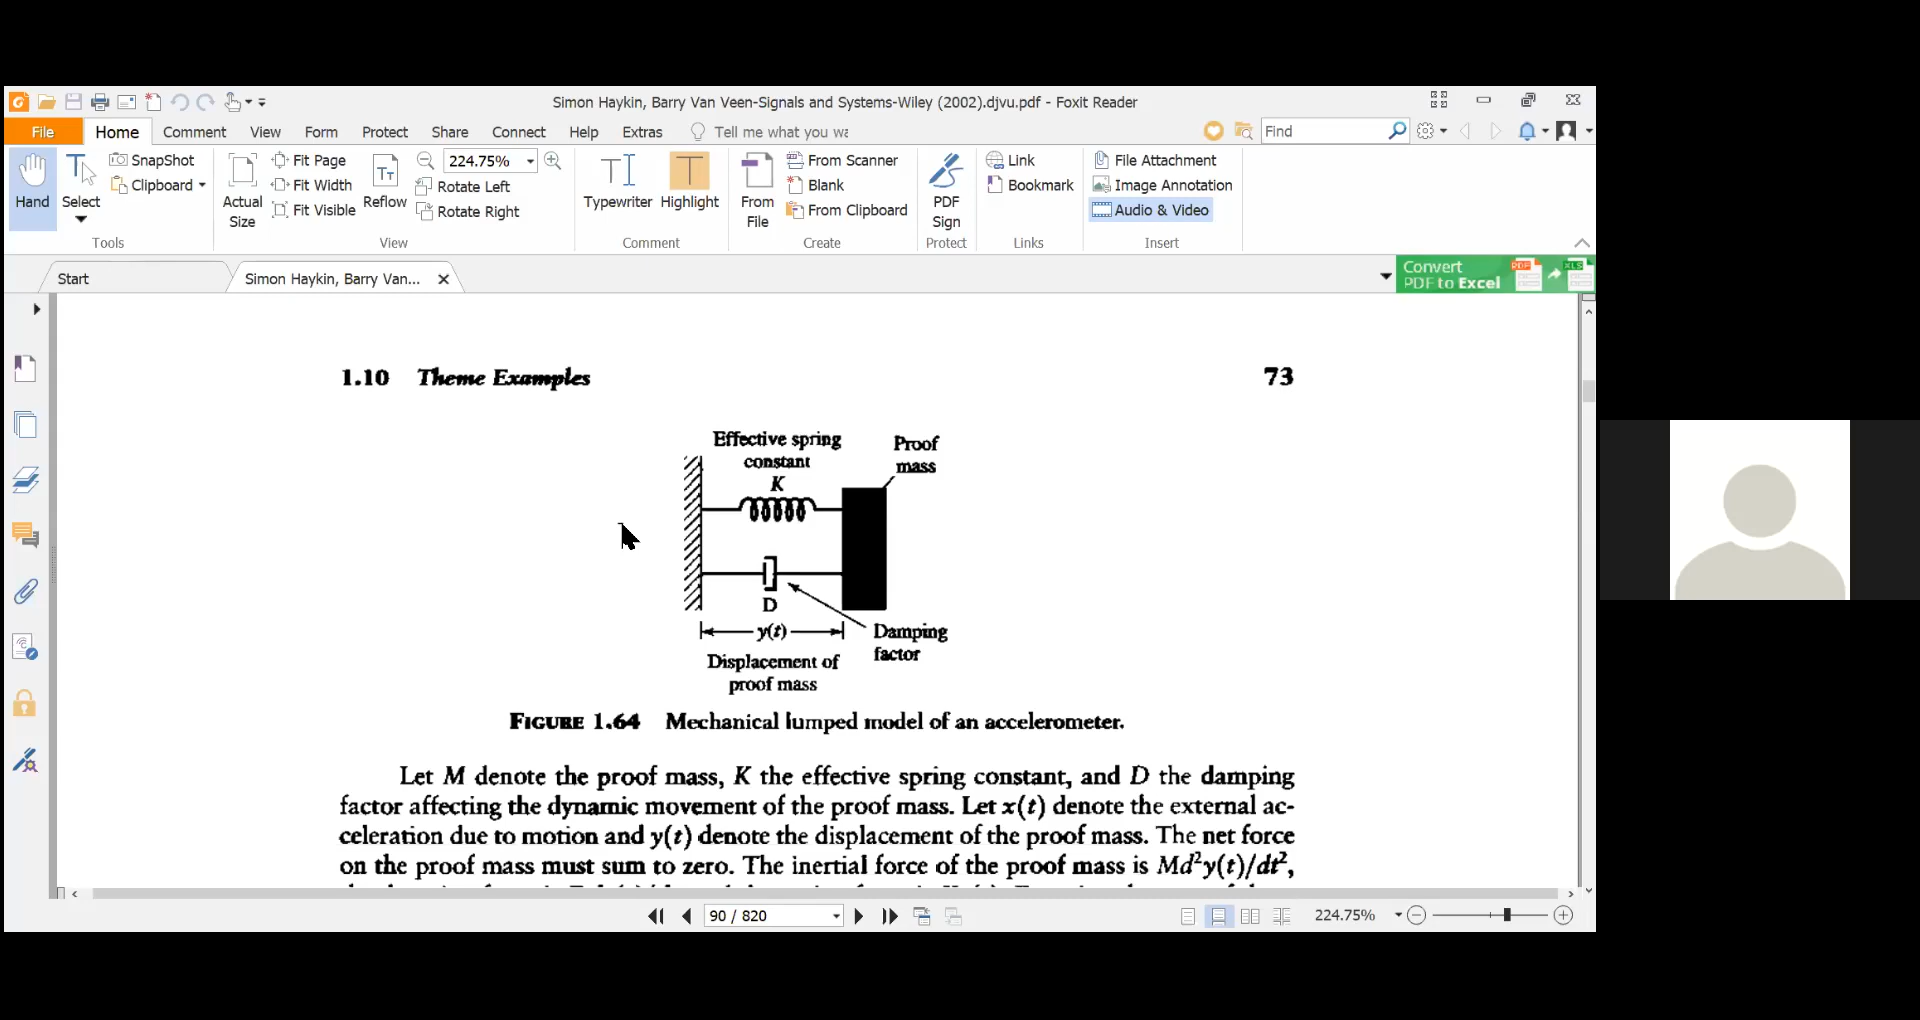 Simon Haykin, Barry Van Veen-Signals and Systems-Wiley (2002).djvu.pdf - Foxit Reader
File Home Comment View Form Protect Share Connect Help Extras Tell me what you wa Find
SnapShot Fit Page 224.75% From Scanner Link File Attachment
Clipboard Fit Width Rotate Left Blank Bookmark Image Annotation
Hand Select Actual Size Fit Visible Reflow Rotate Right Typewriter Highlight From File From Clipboard PDF Sign Audio & Video
Tools View Comment Create Protect Links Insert
Start Simon Haykin, Barry Van... Convert
PDF to Excel PDF XLS
1.10 Theme Examples 73
Effective spring
constant
K
Proof
mass
D
y(t)
Damping
factor
Displacement of
proof mass
FIGURE 1.64 Mechanical lumped model of an accelerometer.
Let M denote the proof mass, K the effective spring constant, and D the damping
factor affecting the dynamic movement of the proof mass. Let x(t) denote the external ac-
celeration due to motion and y(t) denote the displacement of the proof mass. The net force
on the proof mass must sum to zero. The inertial force of the proof mass is Md²y(t)/dt²,
90 / 820 224.75%